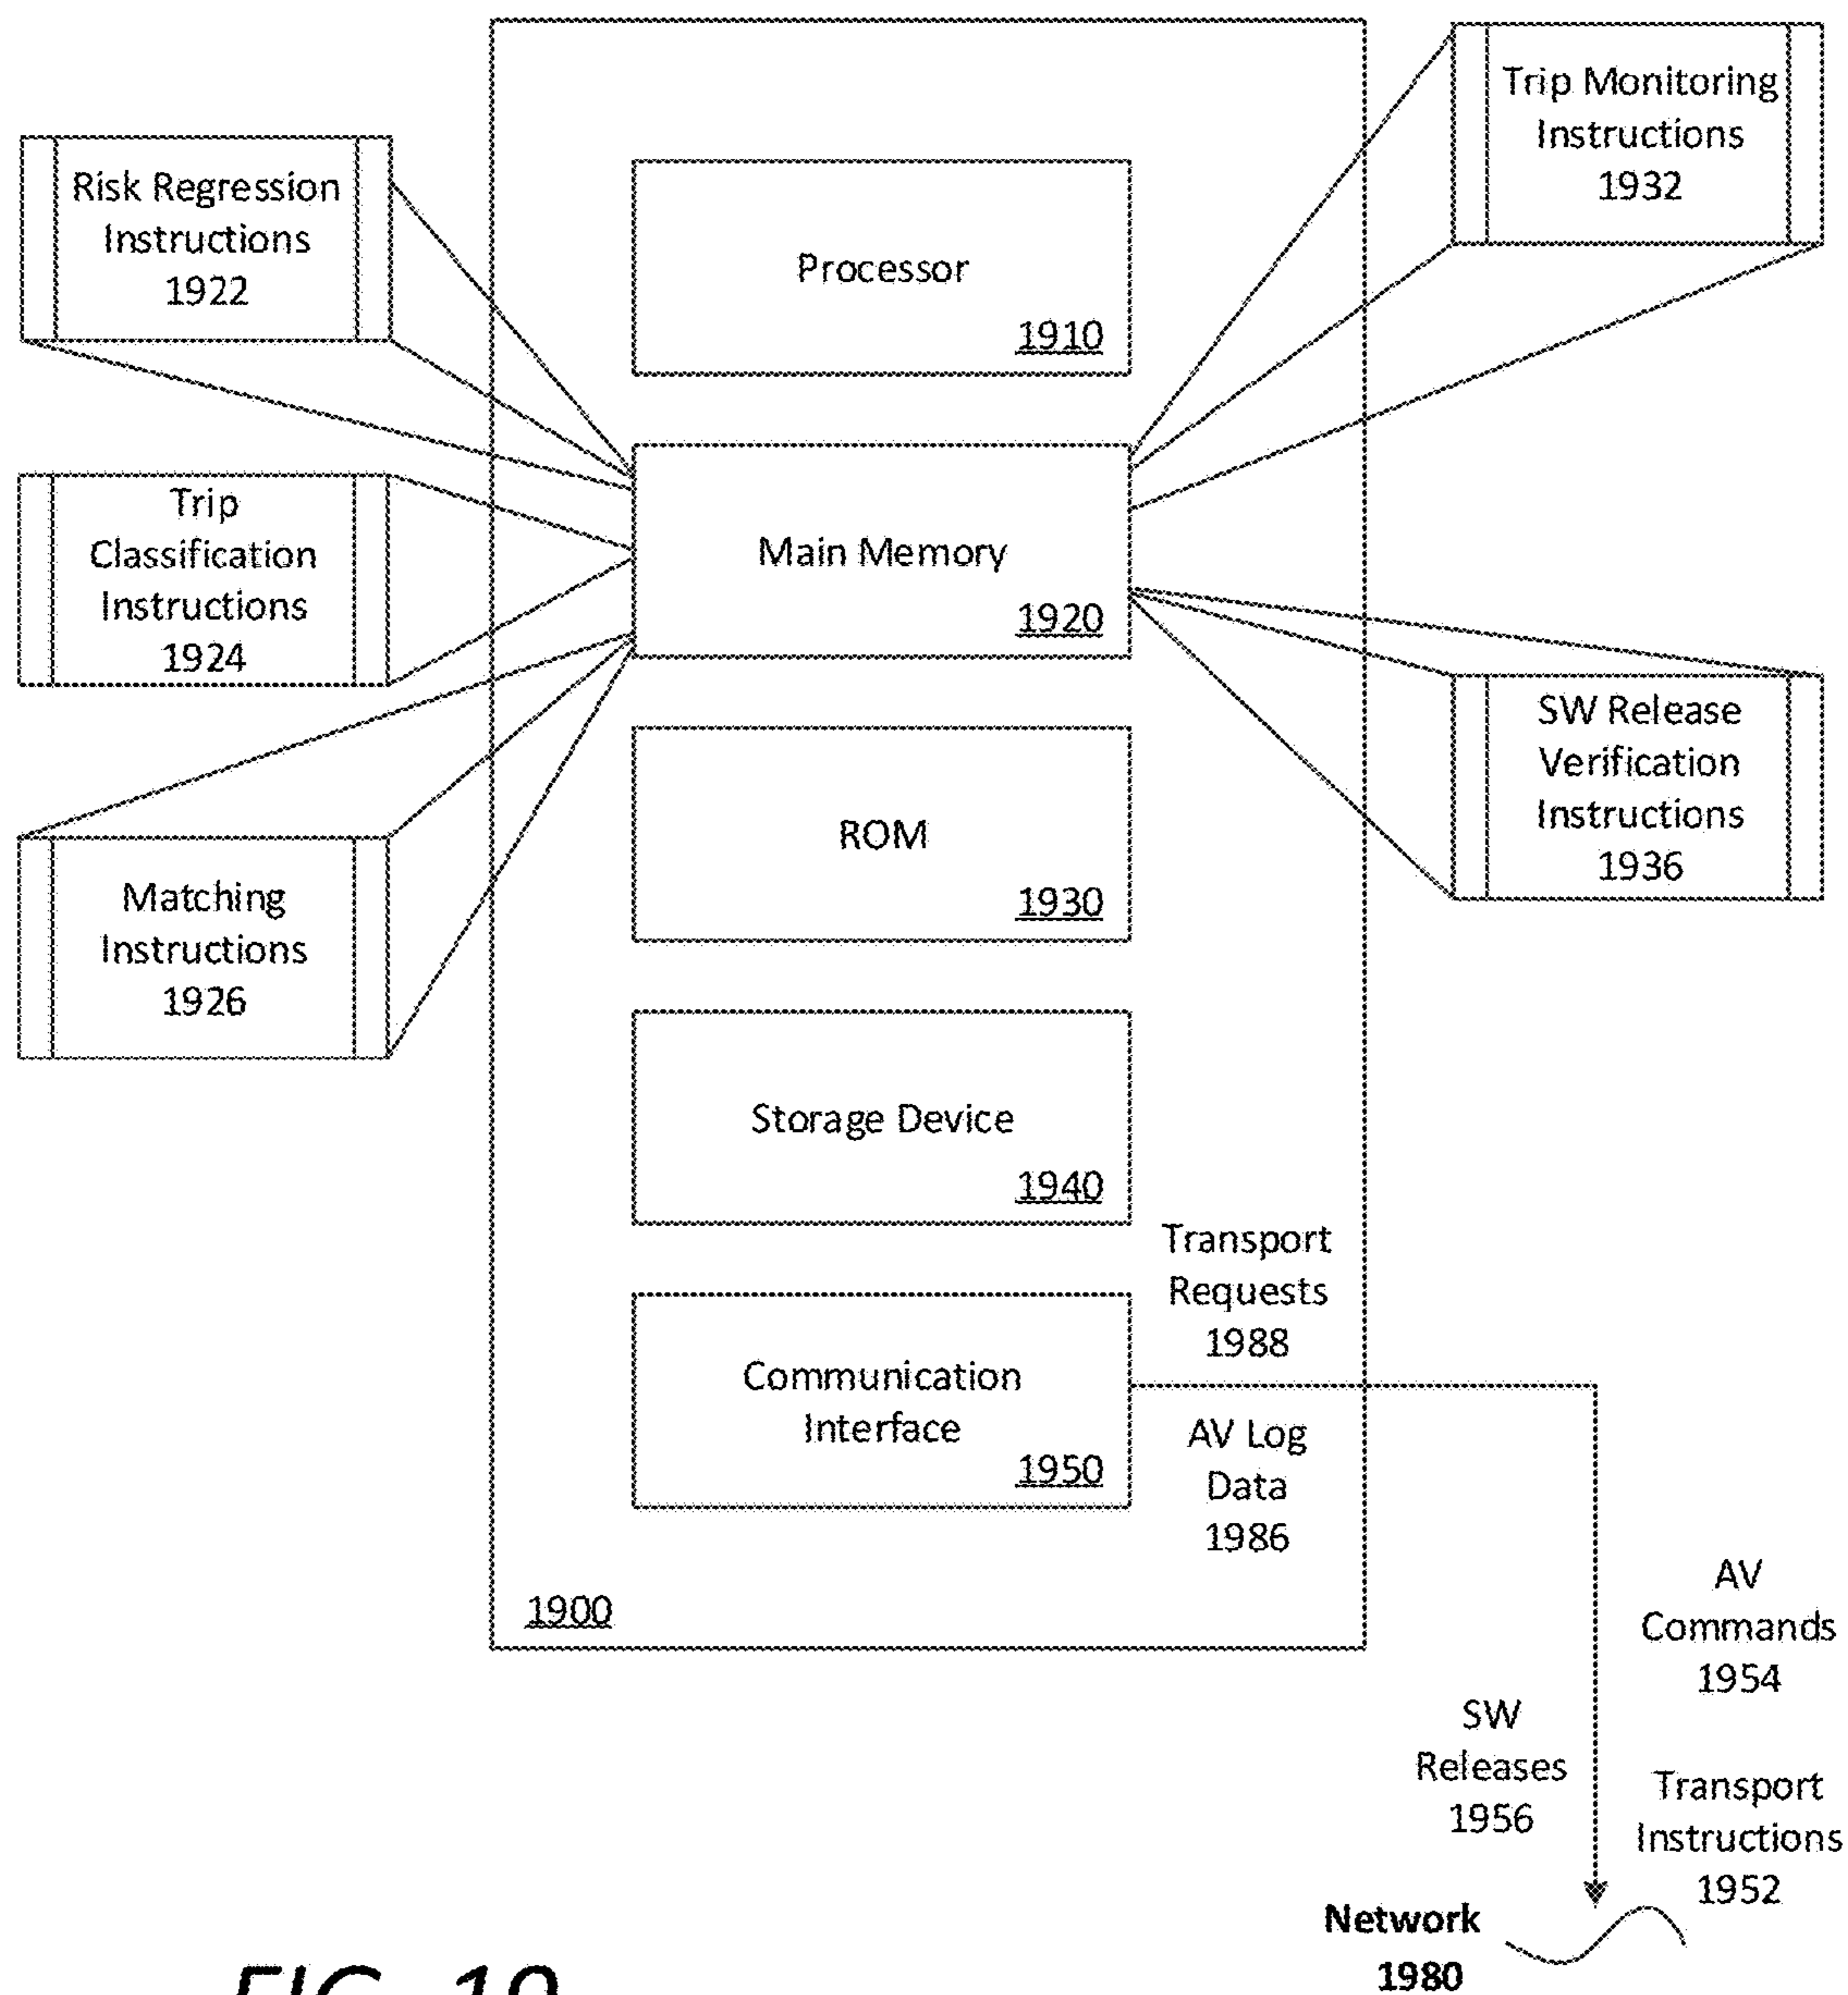 Risk Regression
Instructions
1922
Trip
Classification
Instructions
1924
Matching
Instructions
1926
Processor
1910
Main Memory
1920
ROM
1930
Storage Device
1940
Communication
Interface
1950
1900
Transport
Requests
1988
AV Log
Data
1986
Trip Monitoring
Instructions
1932
SW Release
Verification
Instructions
1936
AV
Commands
1954
SW
Releases
1956
Transport
Instructions
1952
Network
1980
FIG. 19